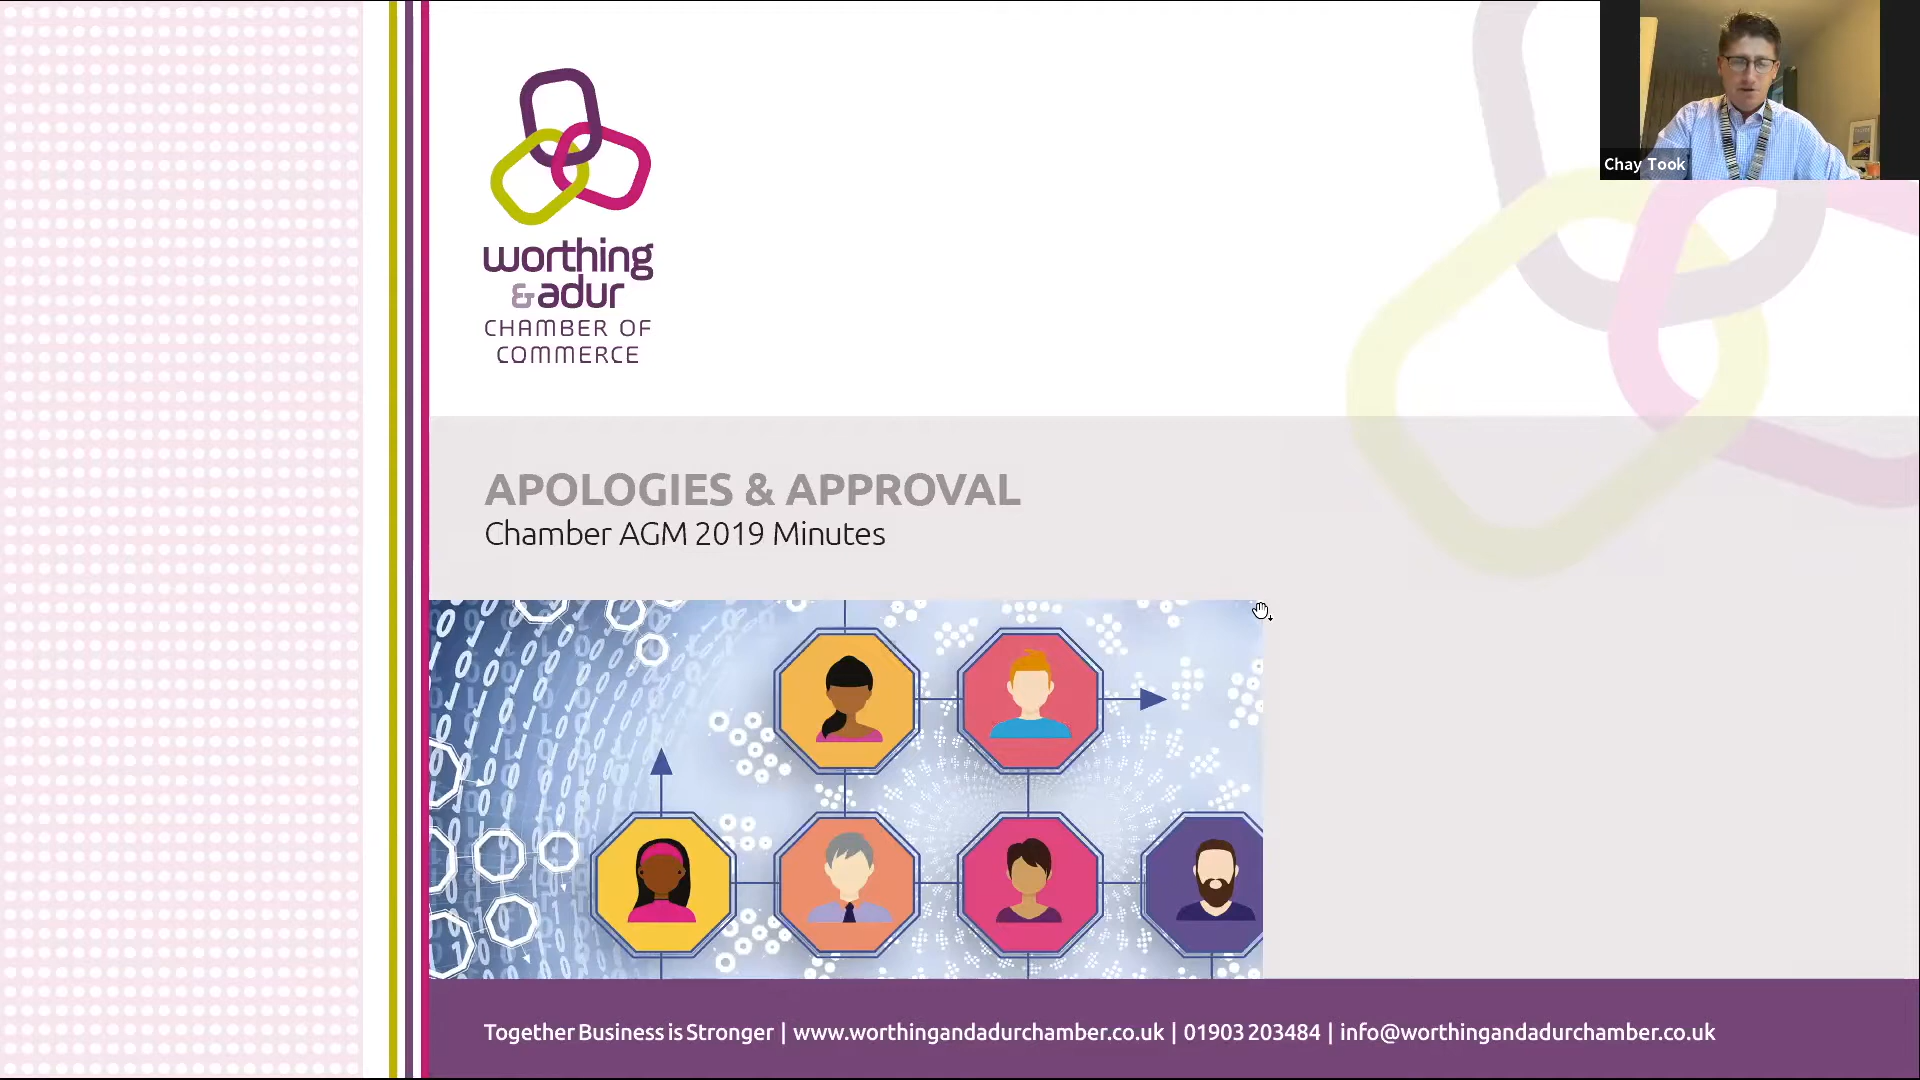 Chay Took
worthing
&adur
CHAMBER OF
COMMERCE
APOLOGIES & APPROVAL
Chamber AGM 2019 Minutes
Together Business is Stronger | www.worthingandadurchamber.co.uk | 01903 203484 | info@worthingandadurchamber.co.uk